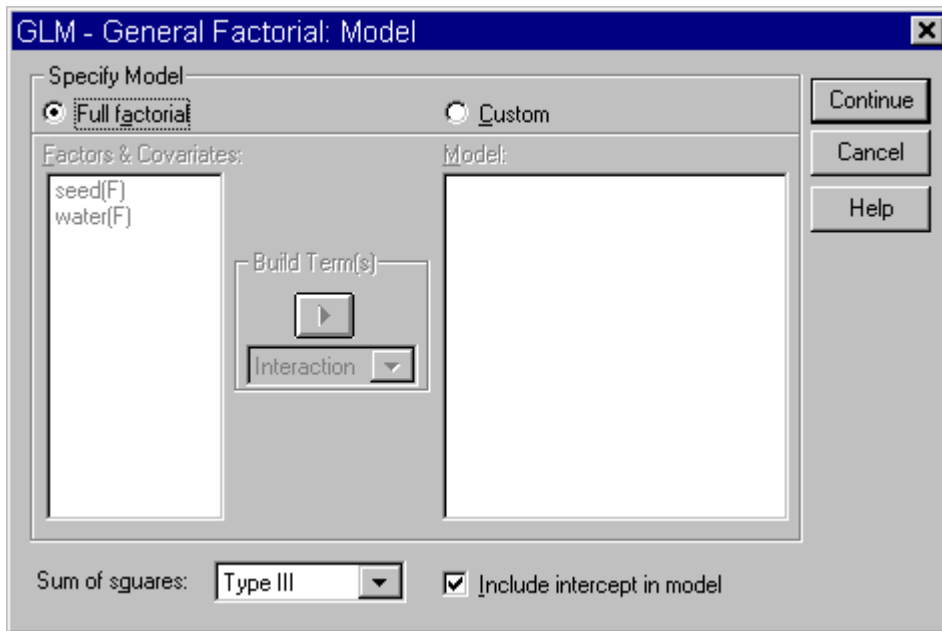 GLM - General Factorial: Model
Specify Model
Full factorial
Custom
Continue
Cancel
Help
Factors & Covariates:
Model:
seed(F)
water(F)
Build Term(s)
Interaction
Sum of squares:
Type III
Include intercept in model